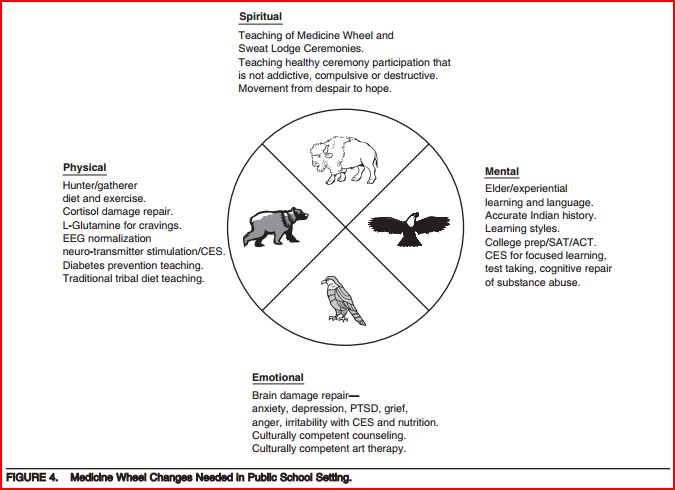 Spiritual
Teaching of Medicine Wheel and
Sweat Lodge Ceremonies.
Teaching healthy ceremony participation that
is not addictive, compulsive or destructive.
Movement from despair to hope.
Physical
Hunter/gatherer
diet and exercise.
Cortisol damage repair.
L-Glutamine for cravings.
EEG normalization
neuro-transmitter stimulation/CES.
Diabetes prevention teaching.
Traditional tribal diet teaching.
Mental
Elder/experiential
learning and language.
Accurate Indian history.
Learning styles.
College prep/SAT/ACT.
CES for focused learning,
test taking, cognitive repair
of substance abuse.
Emotional
Brain damage repair—
anxiety, depression, PTSD, grief,
anger, irritability with CES and nutrition.
Culturally competent counseling.
Culturally competent art therapy.
FIGURE 4. Medicine Wheel Changes Needed in Public School Setting.